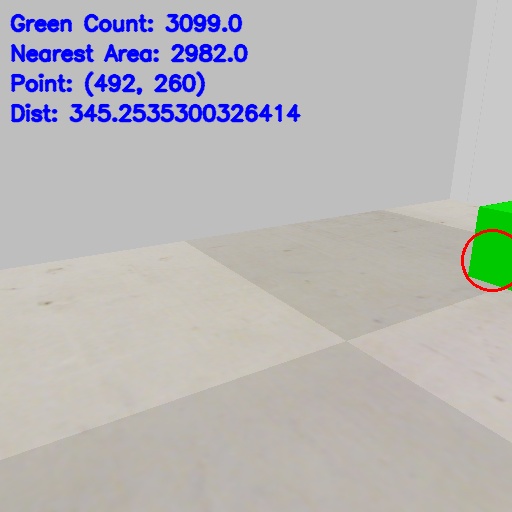 Green Count: 3099.0
Nearest Area: 2982.0
Point: (492, 260)
Dist: 345.2535300326414